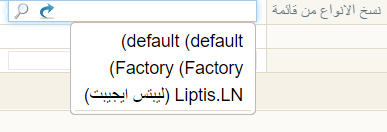 نسخ الانواع من قائمة
(default (default
(Factory (Factory
Liptis.LN (ليبتس ايجيبت)